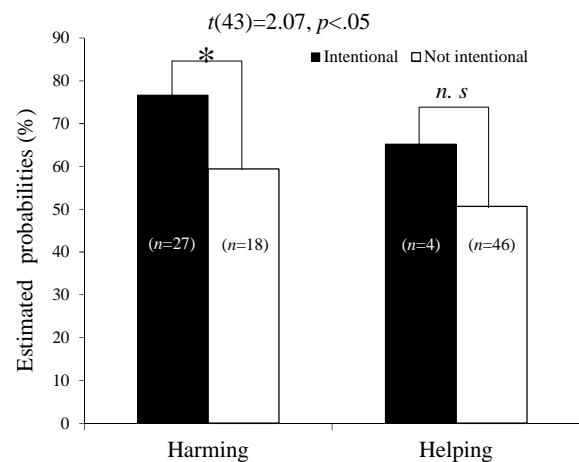 t(43)=2.07, p<.05
Intentional Not intentional
*
n. s
Estimated probabilities (%)
90
80
70
60
50
40
30
20
10
0
(n=27) (n=18) (n=4) (n=46)
Harming Helping